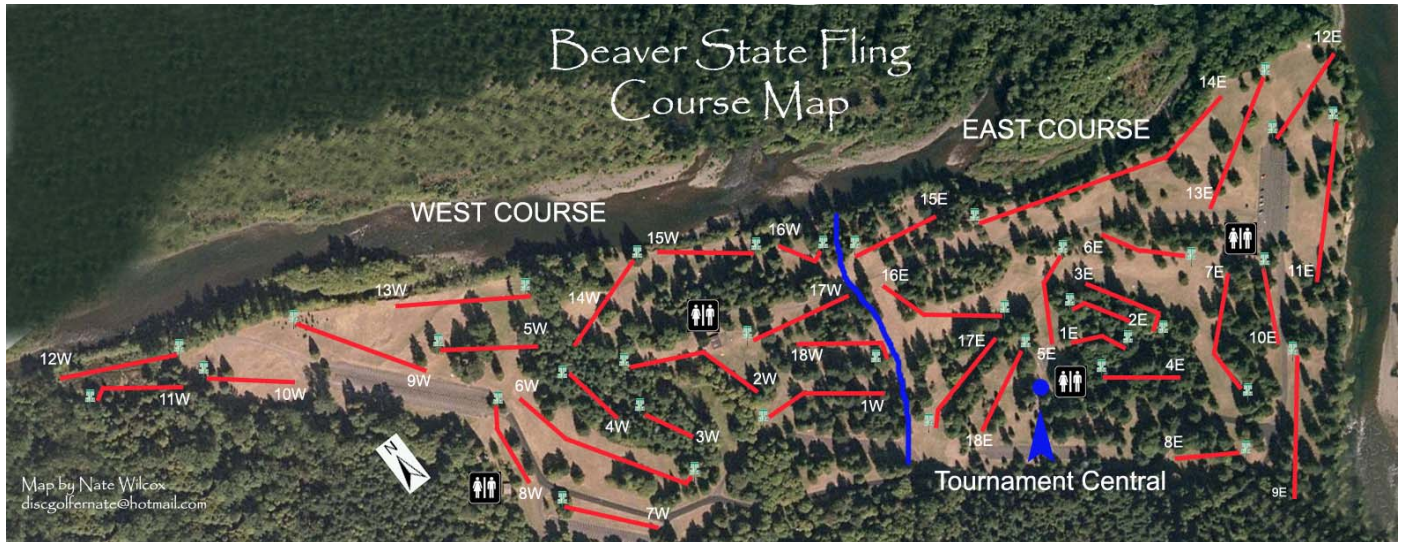 Beaver State Fling
Course Map
12E
14E
EAST COURSE
13E
WEST COURSE
15E
16W
15W
6E
16E
3E
7E
11E
13W
14W
17W
5W
18W
17E
1E
2E
10E
5E
12W
11W
10W
9W
6W
2W
4E
1W
4W
3W
18E
8E
N
Tournament Central
Map by Nate Wilcox
discgolfernate@hotmail.com
8W
7W
9E